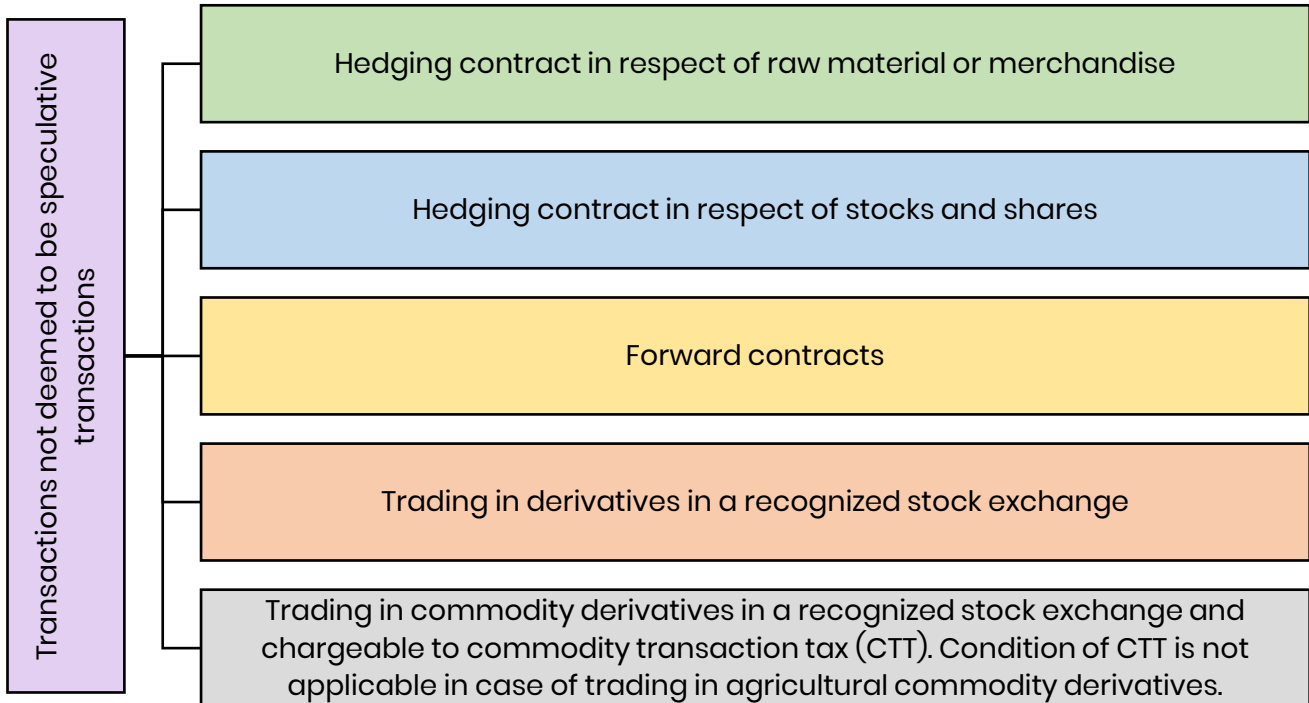 Transactions not deemed to be speculative
transactions
Hedging contract in respect of raw material or merchandise
Hedging contract in respect of stocks and shares
Forward contracts
Trading in derivatives in a recognized stock exchange
Trading in commodity derivatives in a recognized stock exchange and
chargeable to commodity transaction tax (CTT). Condition of CTT is not
applicable in case of trading in agricultural commodity derivatives.